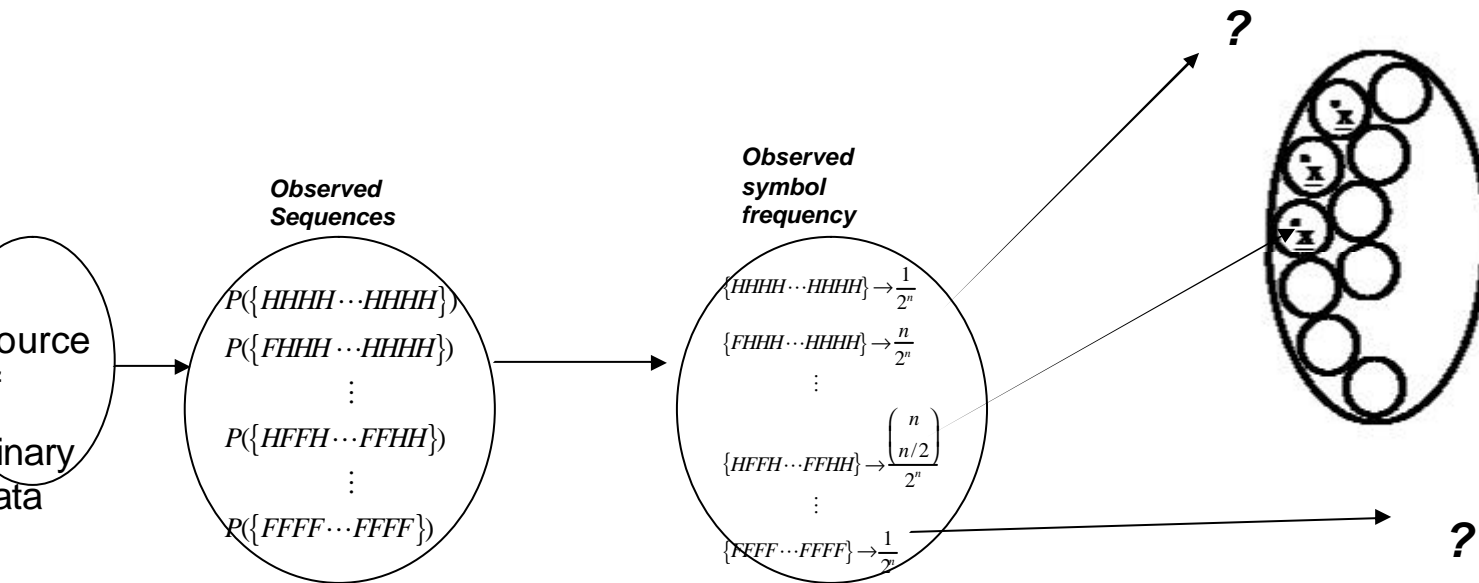 ?
Observed
symbol
frequency
Observed
Sequences
ource
inary
ata
P({HHHH⋯HHHH})
P({FHHH⋯HHHH})
⋮
P({HFFH⋯FFHH})
⋮
P({FFFF⋯FFFF})
{HHHH⋯HHHH}→1/2ⁿ
{FHHH⋯HHHH}→n/2ⁿ
⋮
{HFFH⋯FFHH}→(n n/2)/2ⁿ
⋮
{FFFF⋯FFFF}→1/2ⁿ
x
x
x
?